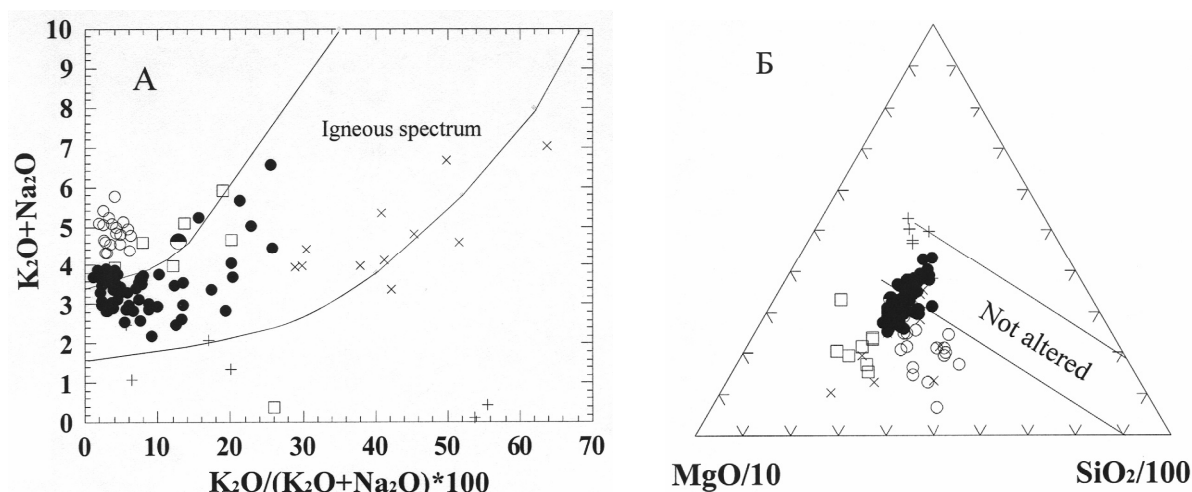 10
9
8
7
6
5
4
3
2
1
0
K₂O+Na₂O
А
Igneous spectrum
0 10 20 30 40 50 60 70
K₂O/(K₂O+Na₂O)*100
Б
Not altered
MgO/10
SiO₂/100